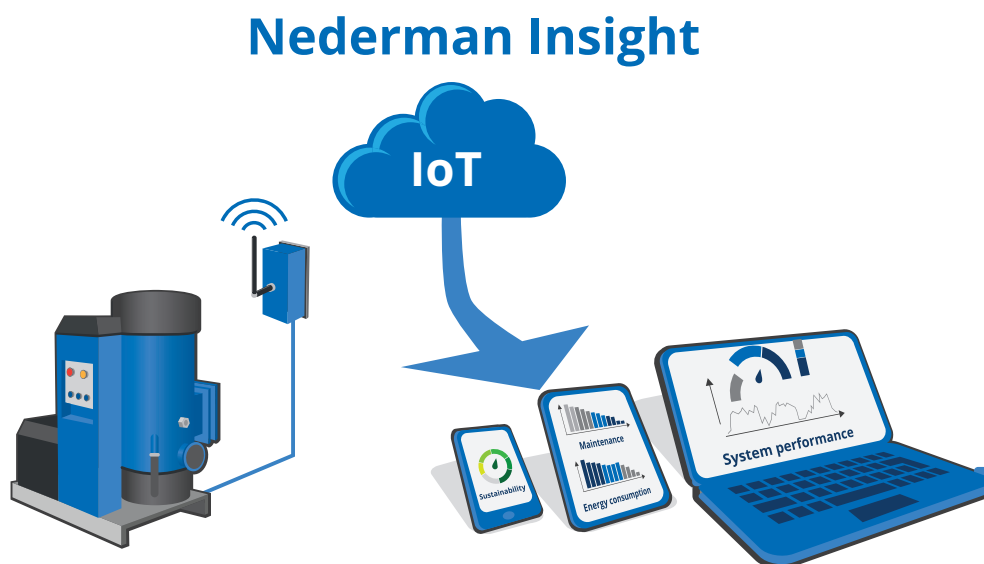 Nederman Insight
IoT
Sustainability
Maintenance
Energy consumption
System performance